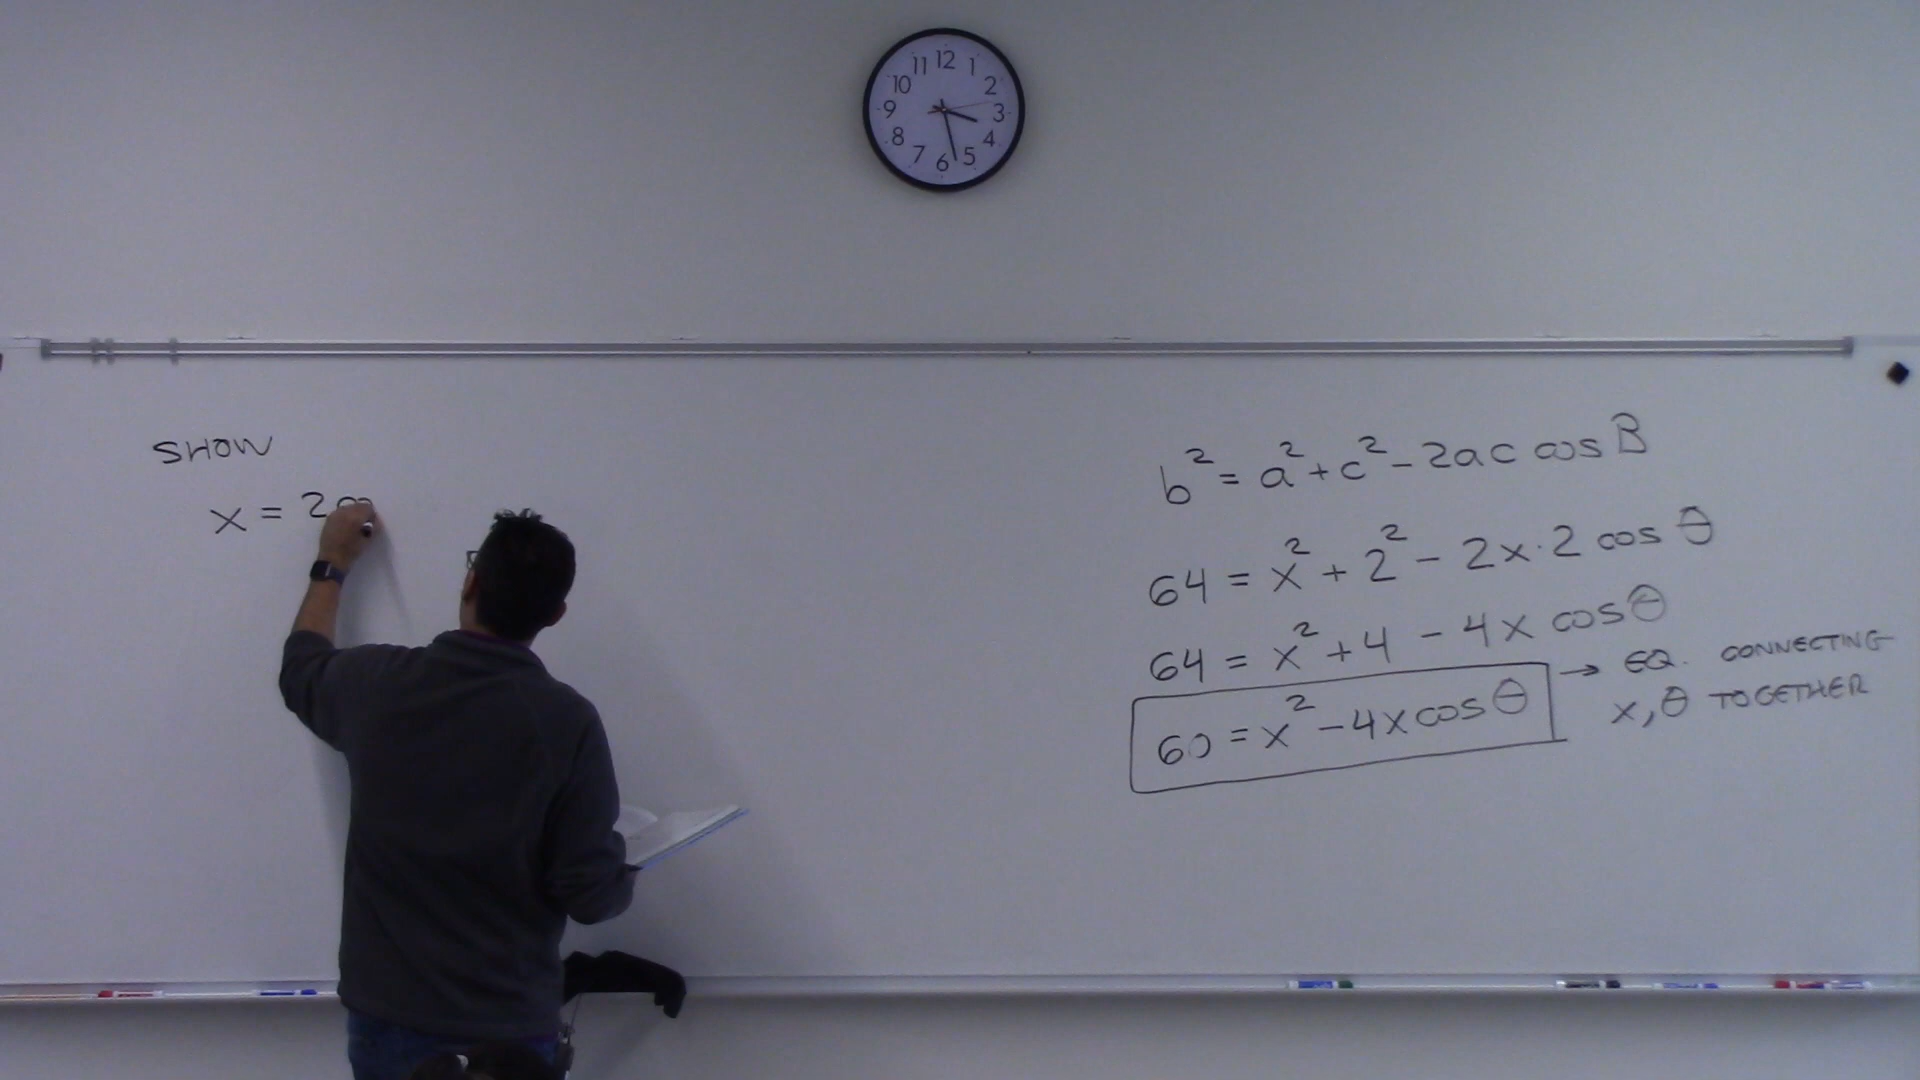 12
1
2
3
4
5
6
7
8
9
10
11
SHOW
x = 2
b² = a² + c² - 2ac cos B
64 = x² + 2² - 2x·2 cos θ
64 = x² + 4 - 4x cos θ
60 = x² - 4x cos θ → EQ. CONNECTING
x, θ TOGETHER